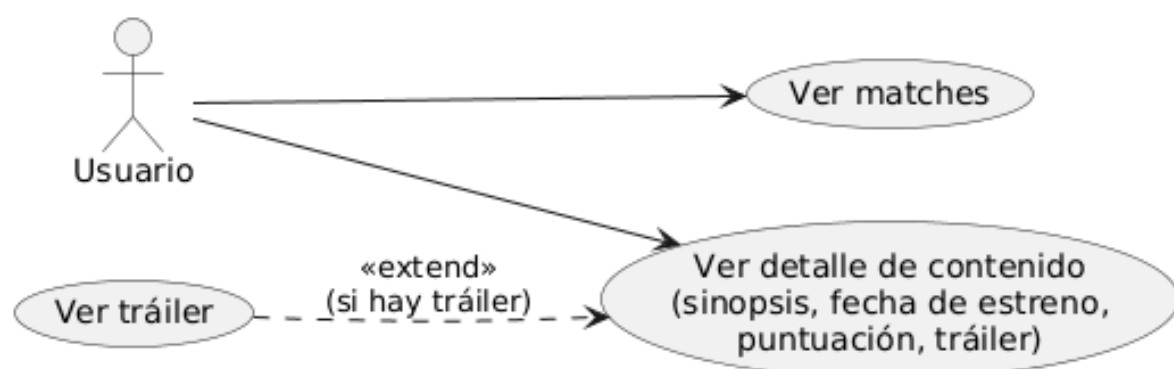 Usuario
Ver matches
Ver tráiler
«extend»
(si hay tráiler)
Ver detalle de contenido
(sinopsis, fecha de estreno,
puntuación, tráiler)